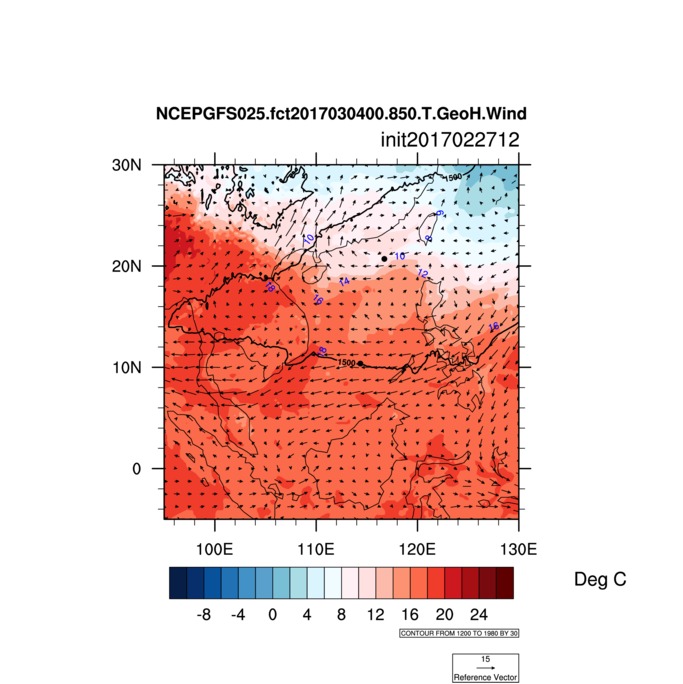 NCEPGFS025.fct2017030400.850.T.GeoH.Wind
init2017022712
30N
1500
6
8
10
10
20N
12
18
14
16
16
10N
18
1500
0
100E
110E
120E
130E
-8
-4
0
4
8
12
16
20
24
Deg C
CONTOUR FROM 1200 TO 1980 BY 30
15
Reference Vector